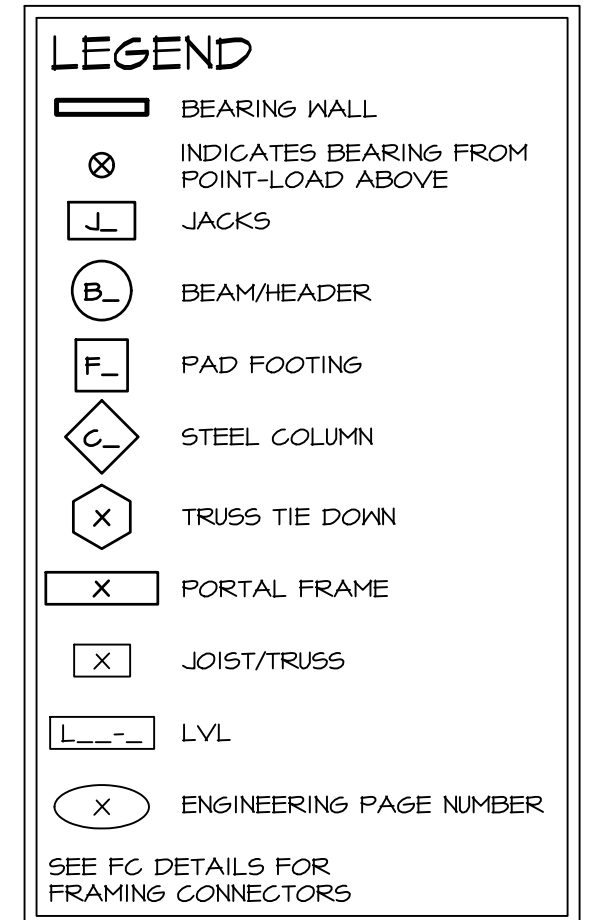 LEGEND
BEARING WALL
INDICATES BEARING FROM
POINT-LOAD ABOVE
J_ JACKS
B_ BEAM/HEADER
F_ PAD FOOTING
C_ STEEL COLUMN
X TRUSS TIE DOWN
X PORTAL FRAME
X JOIST/TRUSS
L__-_ LVL
X ENGINEERING PAGE NUMBER
SEE FC DETAILS FOR
FRAMING CONNECTORS